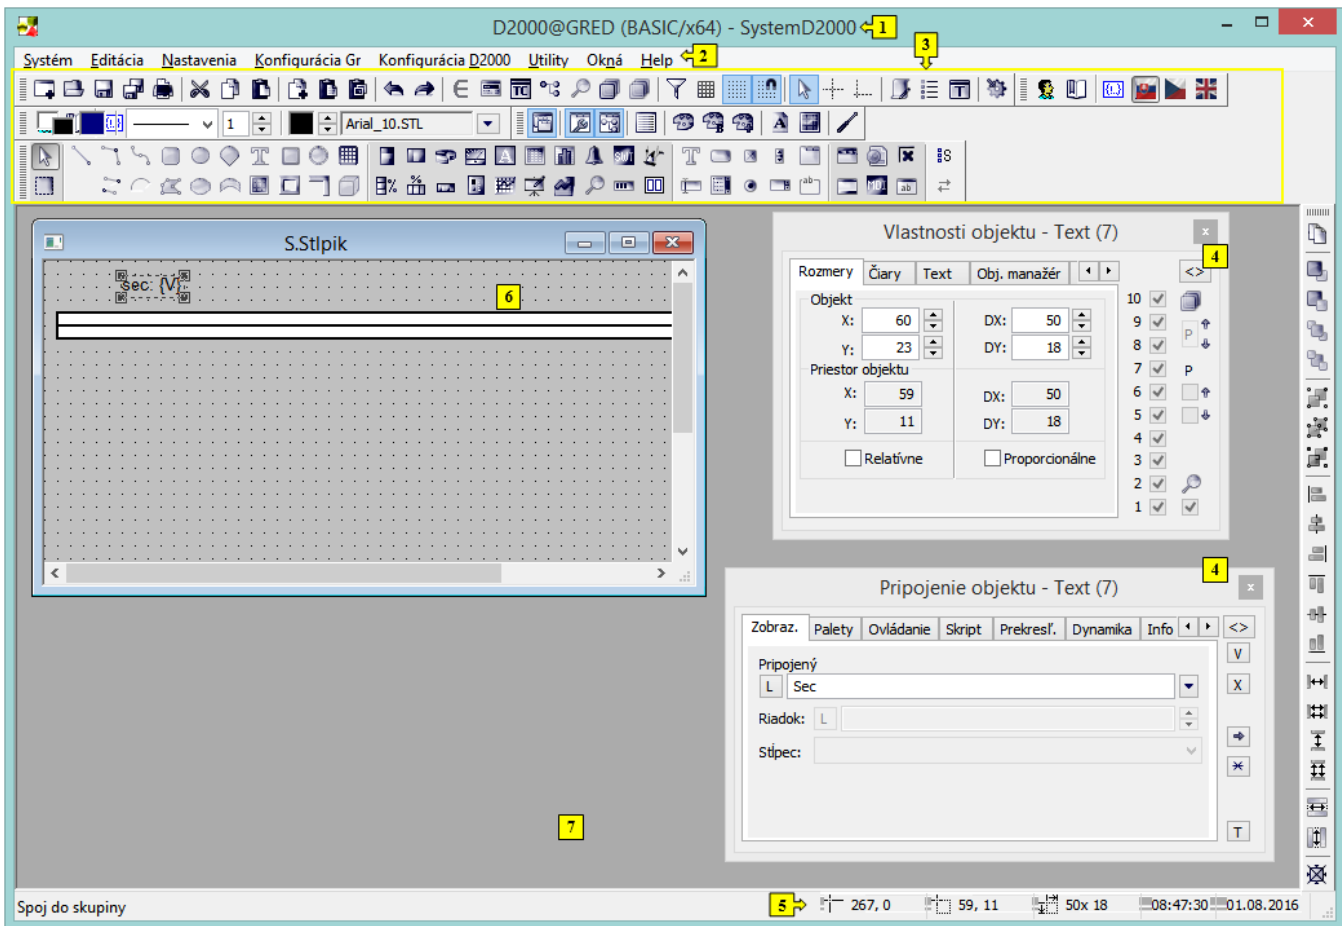 D2000@GRED (BASIC/x64) - SystemD2000
1
3
Systém Editácia Nastavenia Konfigurácia Gr Konfigurácia D2000 Utility Okná Help
2
1 Arial_10.STL
S.Stlpik
Sec: {V}
6
Vlastnosti objektu - Text (7)
x
4
Rozmery Čiary Text Obj. manažér <>
Objekt
X: 60 DX: 50
Y: 23 DY: 18
Priestor objektu
X: 59 DX: 50
Y: 11 DY: 18
Relatívne Proporcionálne
10
9 P
8
7 P
6
5
4
3
2
1
4
Pripojenie objektu - Text (7)
x
Zobraz. Palety Ovládanie Skript Prekresľ. Dynamika Info <>
V
Pripojený
L Sec X
Riadok: L
Stĺpec:
T
7
Spoj do skupiny
5 267, 0 59, 11 50x 18 08:47:30 01.08.2016